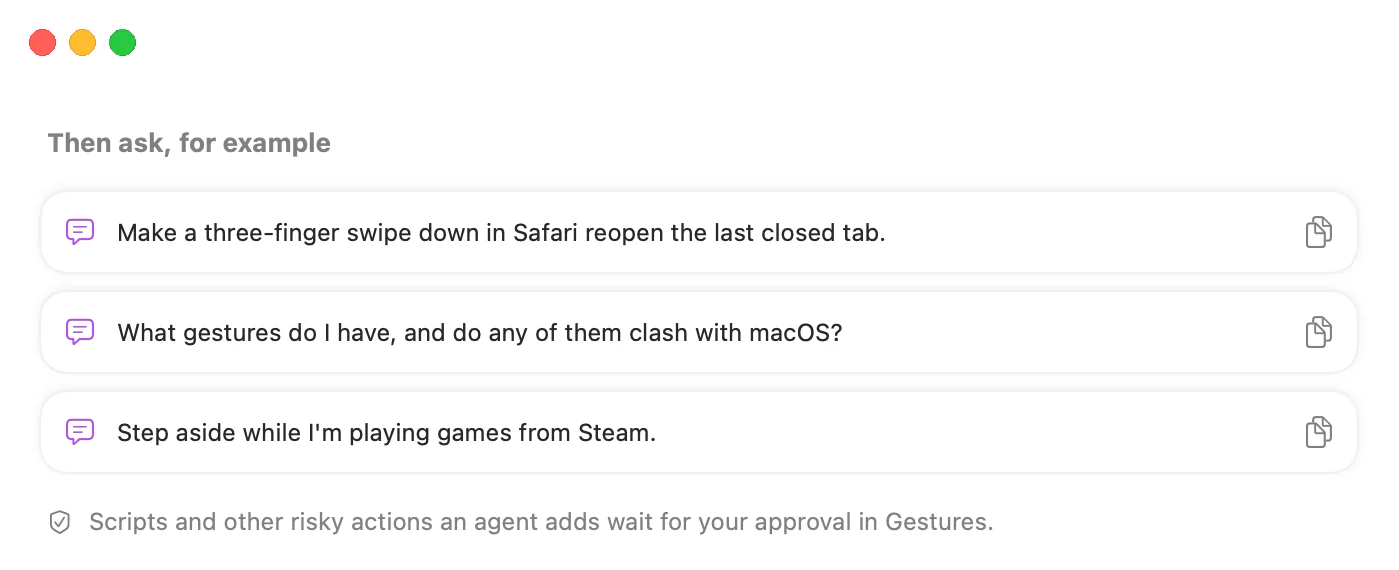 Then ask, for example
Make a three-finger swipe down in Safari reopen the last closed tab.
What gestures do I have, and do any of them clash with macOS?
Step aside while I'm playing games from Steam.
Scripts and other risky actions an agent adds wait for your approval in Gestures.